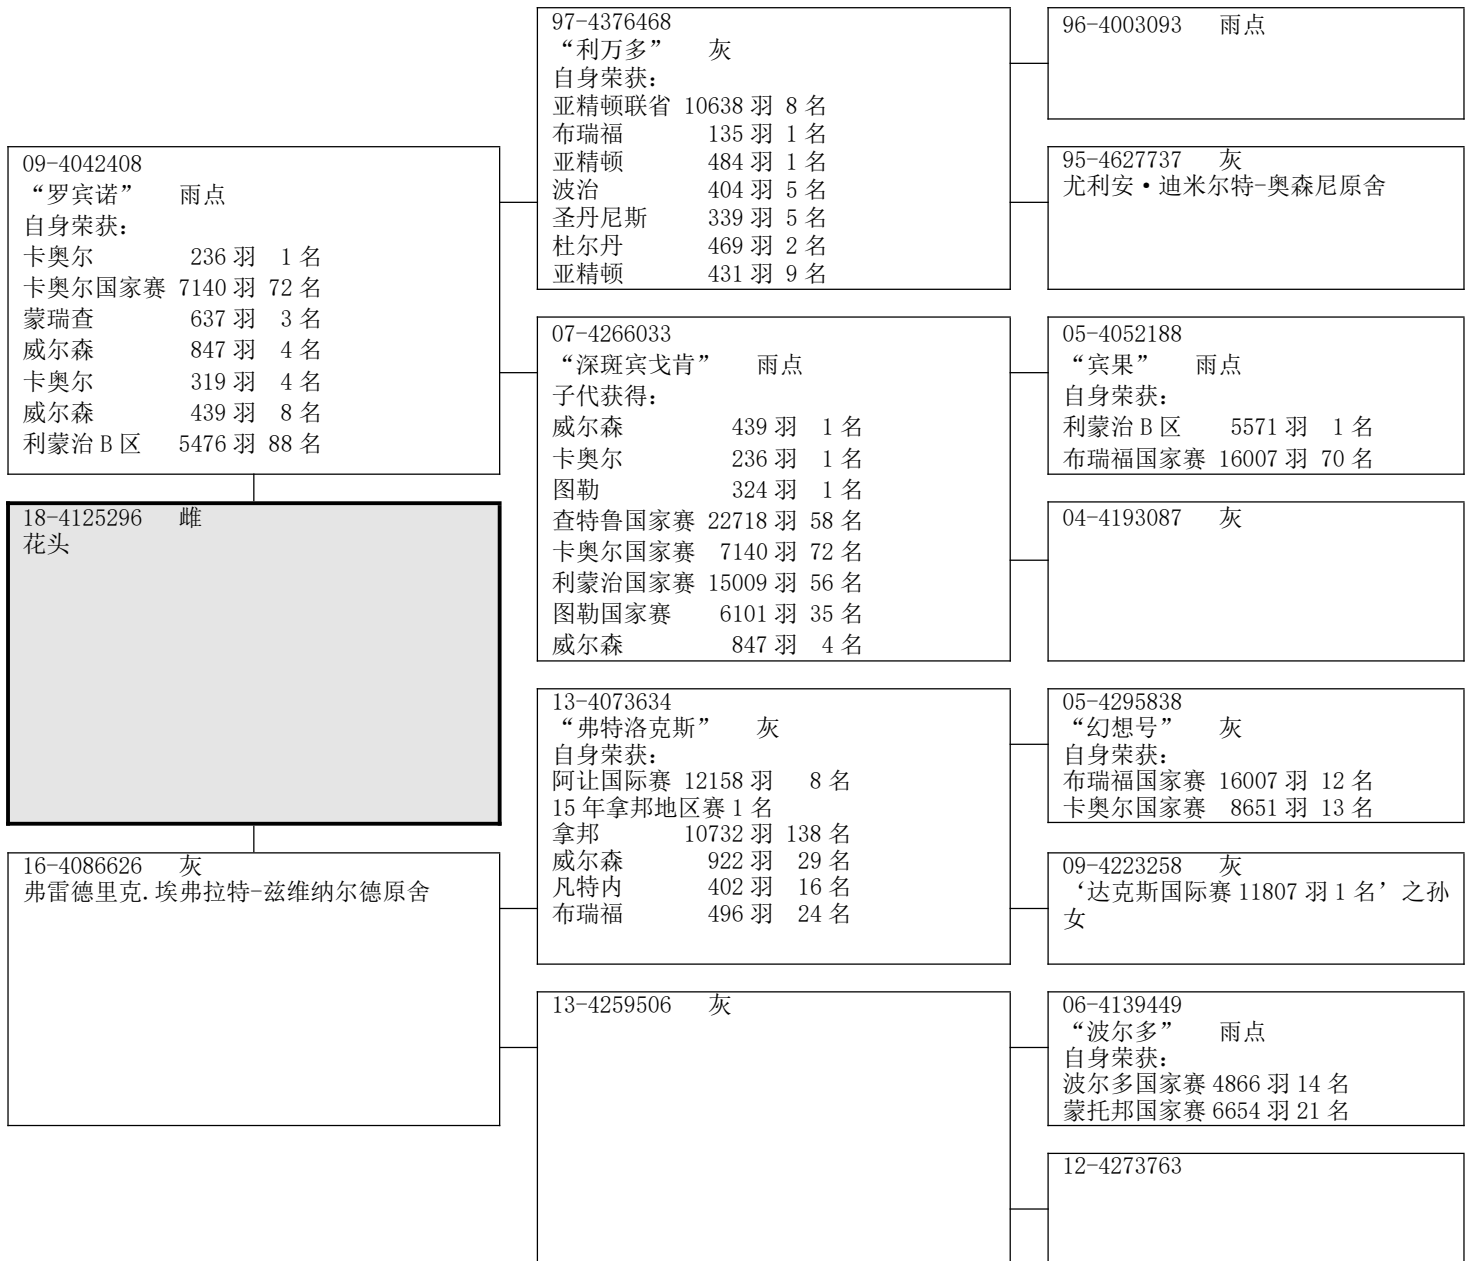 09-4042408
“罗宾诺” 雨点
自身荣获：
卡奥尔 236 羽 1 名
卡奥尔国家赛 7140 羽 72 名
蒙瑞查 637 羽 3 名
威尔森 847 羽 4 名
卡奥尔 319 羽 4 名
威尔森 439 羽 8 名
利蒙治 B 区 5476 羽 88 名
18-4125296 雌
花头
16-4086626 灰
弗雷德里克.埃弗拉特-兹维纳尔德原舍
97-4376468
“利万多” 灰
自身荣获：
亚精顿联省 10638 羽 8 名
布瑞福 135 羽 1 名
亚精顿 484 羽 1 名
波治 404 羽 5 名
圣丹尼斯 339 羽 5 名
杜尔丹 469 羽 2 名
亚精顿 431 羽 9 名
07-4266033
“深斑宾戈肯” 雨点
子代获得：
威尔森 439 羽 1 名
卡奥尔 236 羽 1 名
图勒 324 羽 1 名
查特鲁国家赛 22718 羽 58 名
卡奥尔国家赛 7140 羽 72 名
利蒙治国家赛 15009 羽 56 名
图勒国家赛 6101 羽 35 名
威尔森 847 羽 4 名
13-4073634
“弗特洛克斯” 灰
自身荣获：
阿让国际赛 12158 羽 8 名
15 年拿邦地区赛 1 名
拿邦 10732 羽 138 名
威尔森 922 羽 29 名
凡特内 402 羽 16 名
布瑞福 496 羽 24 名
13-4259506 灰
96-4003093 雨点
95-4627737 灰
尤利安·迪米尔特-奥森尼原舍
05-4052188
“宾果” 雨点
自身荣获：
利蒙治 B 区 5571 羽 1 名
布瑞福国家赛 16007 羽 70 名
04-4193087 灰
05-4295838
“幻想号” 灰
自身荣获：
布瑞福国家赛 16007 羽 12 名
卡奥尔国家赛 8651 羽 13 名
09-4223258 灰
‘达克斯国际赛 11807 羽 1 名’之孙
女
06-4139449
“波尔多” 雨点
自身荣获：
波尔多国家赛 4866 羽 14 名
蒙托邦国家赛 6654 羽 21 名
12-4273763